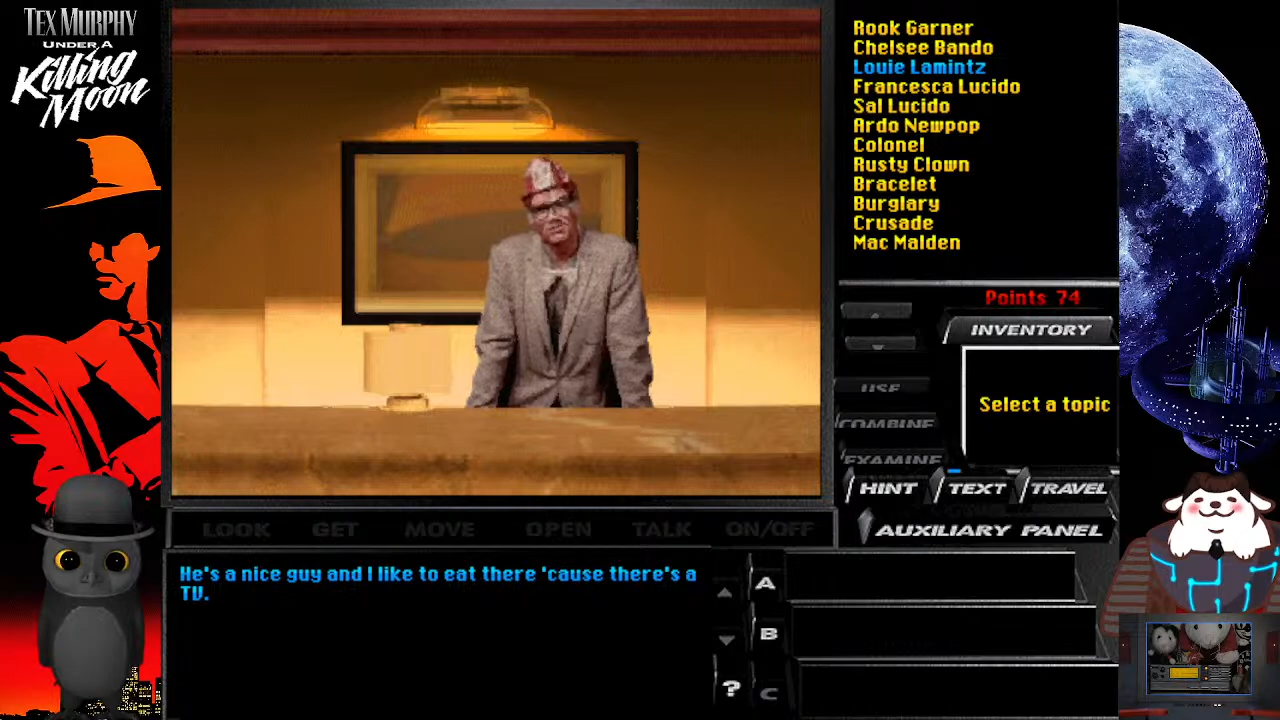 TEX MURPHY
UNDER A
Killing
Moon
Rook Garner
Chelsee Bando
Louie Lamintz
Francesca Lucido
Sal Lucido
Ardo Newpop
Colonel
Rusty Clown
Bracelet
Burglary
Crusade
Mac Malden
Points 74
INVENTORY
USE
COMBINE
EXAMINE
Select a topic
HINT TEXT TRAVEL
AUXILIARY PANEL
LOOK GET MOVE OPEN TALK ON/OFF
He's a nice guy and I like to eat there 'cause there's a
TV.
A
B
C
?